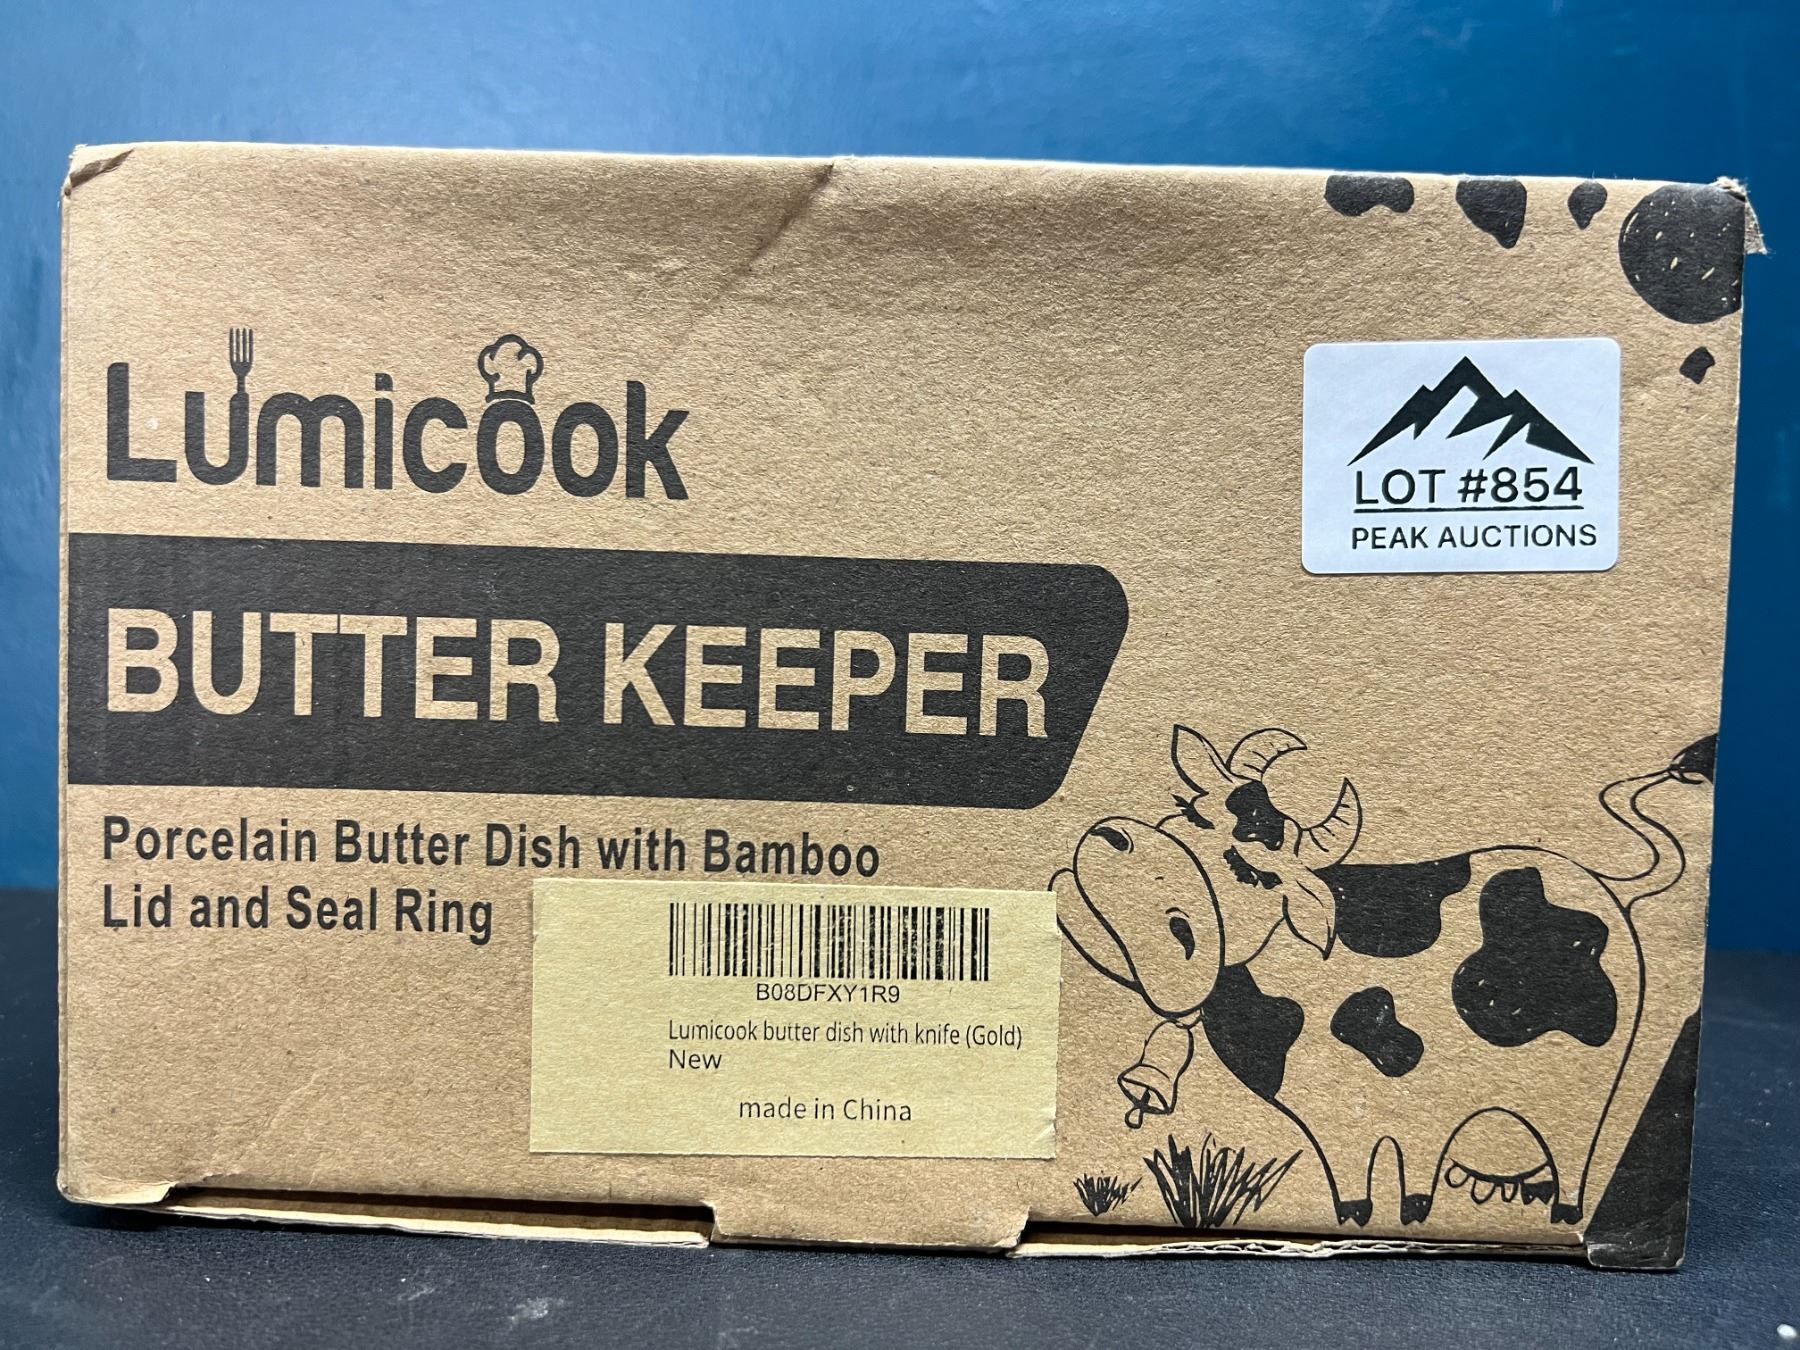 Lumicook
LOT #854
PEAK AUCTIONS
BUTTER KEEPER
Porcelain Butter Dish with Bamboo
Lid and Seal Ring
B08DFXY1R9
Lumicook butter dish with knife (Gold)
New
made in China